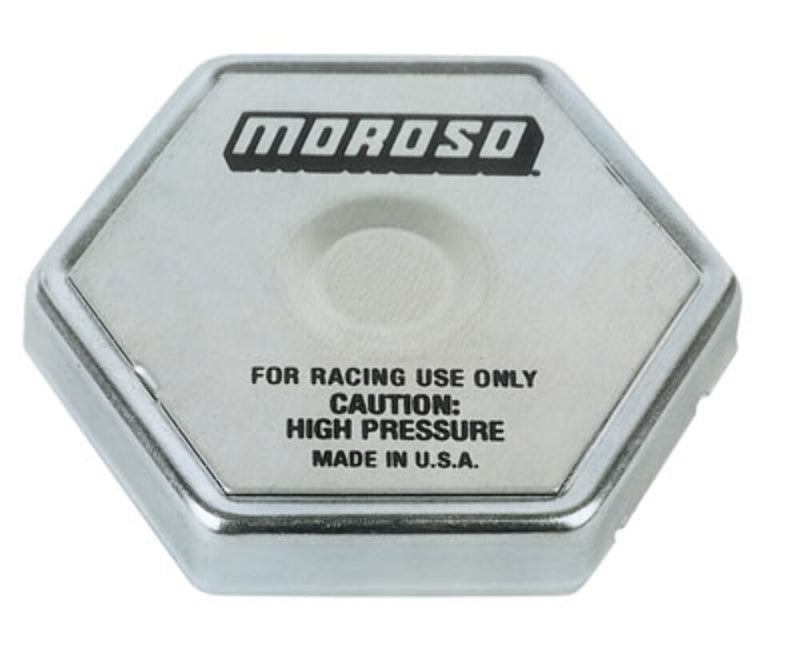 MOROSO
FOR RACING USE ONLY
CAUTION:
HIGH PRESSURE
MADE IN U.S.A.